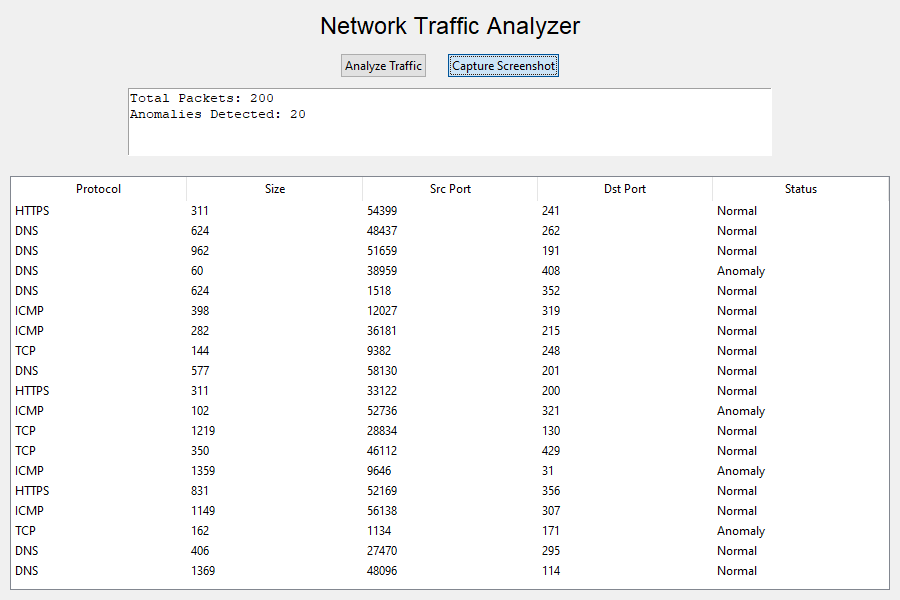 Network Traffic Analyzer
Analyze Traffic Capture Screenshot
Total Packets: 200
Anomalies Detected: 20
Protocol Size Src Port Dst Port Status
HTTPS 311 54399 241 Normal
DNS 624 48437 262 Normal
DNS 962 51659 191 Normal
DNS 60 38959 408 Anomaly
DNS 624 1518 352 Normal
ICMP 398 12027 319 Normal
ICMP 282 36181 215 Normal
TCP 144 9382 248 Normal
DNS 577 58130 201 Normal
HTTPS 311 33122 200 Normal
ICMP 102 52736 321 Anomaly
TCP 1219 28834 130 Normal
TCP 350 46112 429 Normal
ICMP 1359 9646 31 Anomaly
HTTPS 831 52169 356 Normal
ICMP 1149 56138 307 Normal
TCP 162 1134 171 Anomaly
DNS 406 27470 295 Normal
DNS 1369 48096 114 Normal